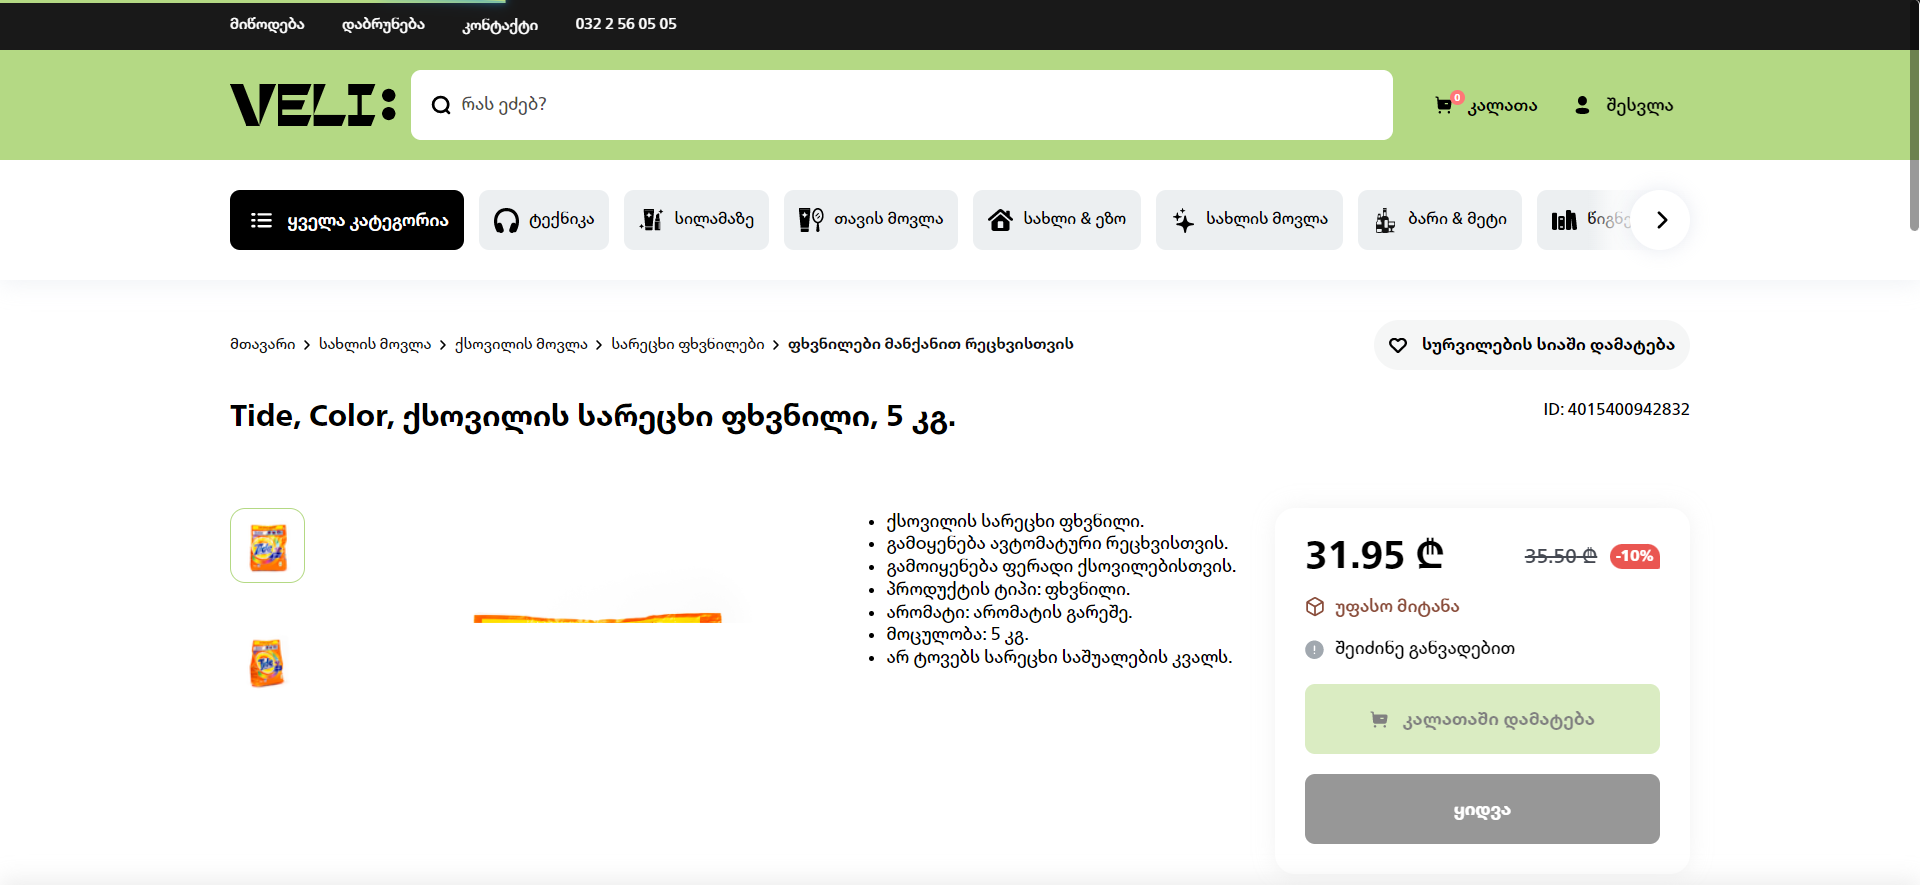 მიწოდება დაბრუნება კონტაქტი 032 2 56 05 05
VELI:
რას ეძებ?
0 კალათა
შესვლა
ყველა კატეგორია
ტექნიკა
სილამაზე
თავის მოვლა
სახლი & ეზო
სახლის მოვლა
ბარი & მეტი
მთავარი > სახლის მოვლა > ქსოვილის მოვლა > სარეცხი ფხვნილები > ფხვნილები მანქანით რეცხვისთვის
სურვილების სიაში დამატება
Tide, Color, ქსოვილის სარეცხი ფხვნილი, 5 კგ.
ID: 4015400942832
Tide
Tide
• ქსოვილის სარეცხი ფხვნილი.
• გამოყენება ავტომატური რეცხვისთვის.
• გამოიყენება ფერადი ქსოვილებისთვის.
• პროდუქტის ტიპი: ფხვნილი.
• არომატი: არომატის გარეშე.
• მოცულობა: 5 კგ.
• არ ტოვებს სარეცხი საშუალების კვალს.
31.95 ₾ 35.50 ₾ -10%
უფასო მიტანა
შეიძინე განვადებით
კალათაში დამატება
ყიდვა